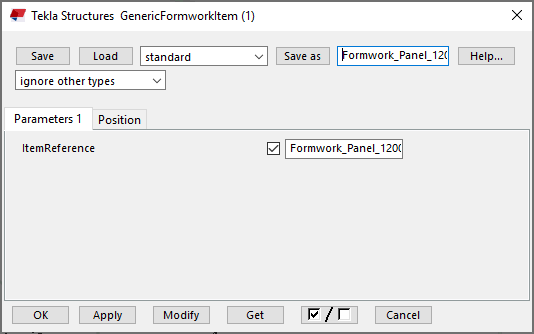 Tekla Structures GenericFormworkItem (1)
Save Load standard Save as Formwork_Panel_120 Help...
ignore other types
Parameters 1 Position
ItemReference Formwork_Panel_1200
OK Apply Modify Get / Cancel